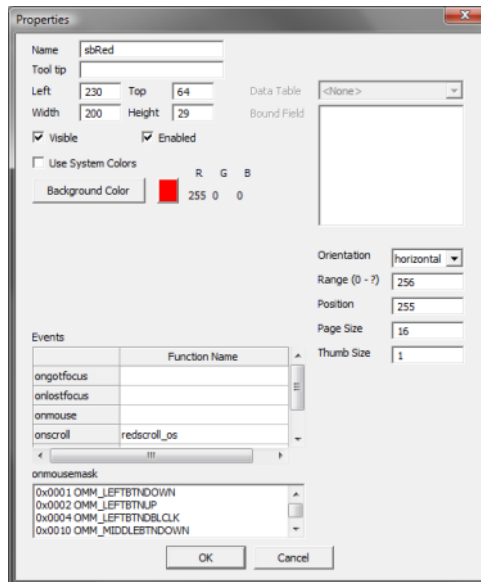 Properties
Name sbRed
Tool tip
Left 230 Top 64 Data Table <None>
Width 200 Height 29 Bound Field
Visible Enabled
Use System Colors
R G B
Background Color 255 0 0
Orientation horizontal
Range (0 - ?) 256
Position 255
Page Size 16
Events
Thumb Size 1
Function Name
ongotfocus
onlostfocus
onmouse
onscroll redscroll_os
onmousemask
0x0001 OMM_LEFTBTNDOWN
0x0002 OMM_LEFTBTNUP
0x0004 OMM_LEFTBTNDBLCLK
0x0010 OMM_MIDDLEBTNDOWN
OK Cancel